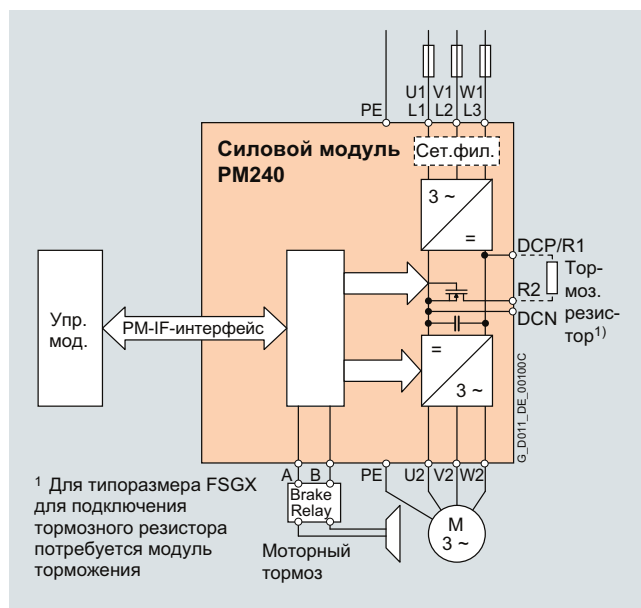 U1 V1 W1
PE L1 L2 L3
Силовой модуль
PM240
Сет.фил.
3 ~
=
DCP/R1
R2
DCN
Тор-
моз.
резис-
тор1)
Упр.
мод.
PM-IF-интерфейс
=
3 ~
G_D011_DE_00100C
A B PE U2 V2 W2
Brake
Relay
M
3 ~
Моторный
тормоз
1 Для типоразмера FSGX
для подключения
тормозного резистора
потребуется модуль
торможения